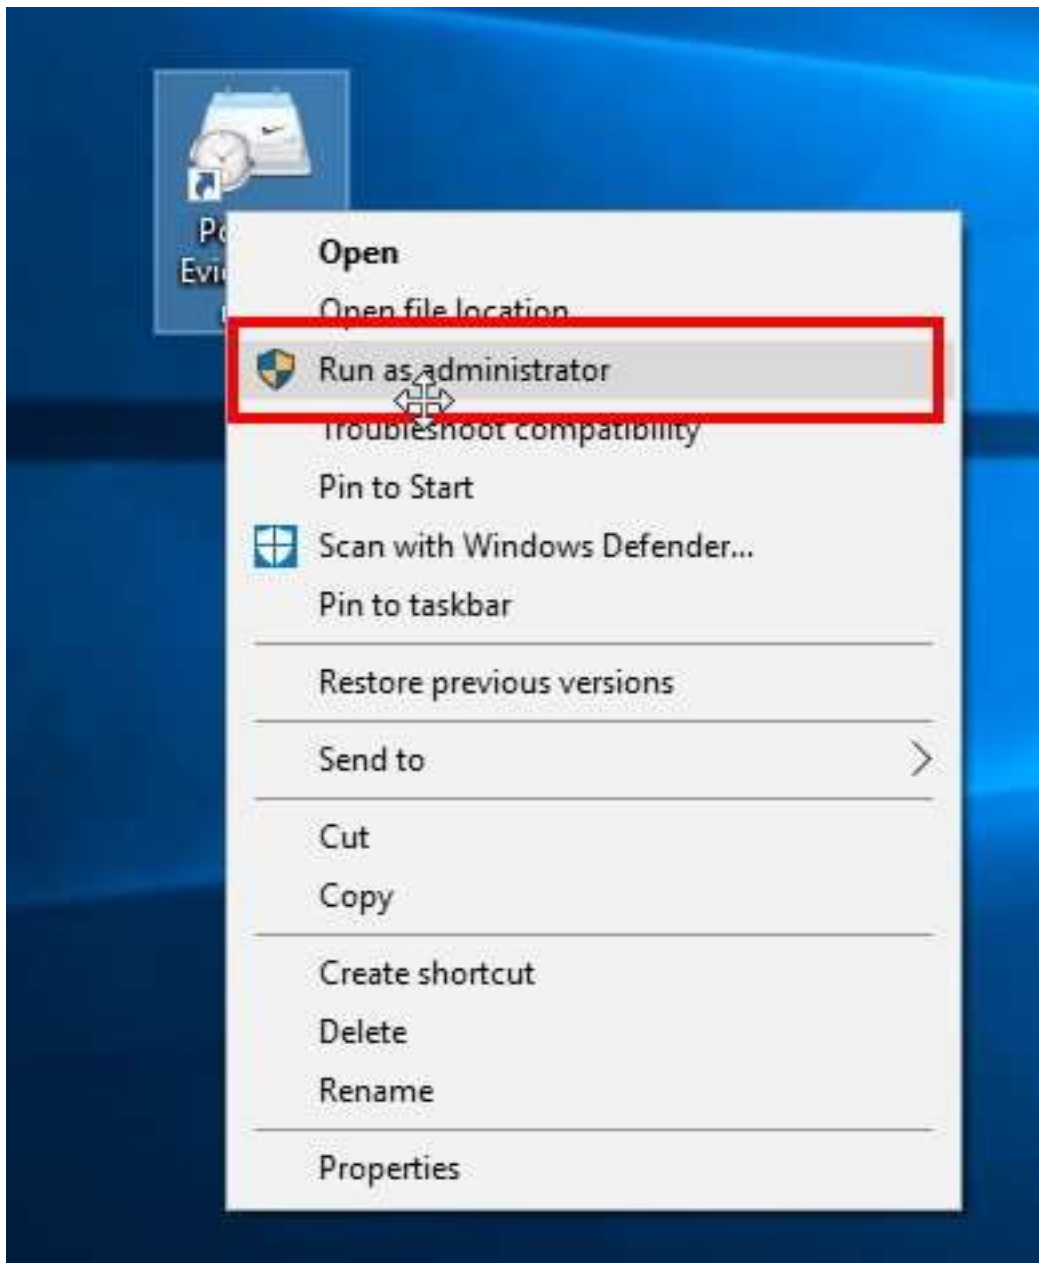 Open
Open file location
Run as administrator
Troubleshoot compatibility
Pin to Start
Scan with Windows Defender...
Pin to taskbar
Restore previous versions
Send to
Cut
Copy
Create shortcut
Delete
Rename
Properties